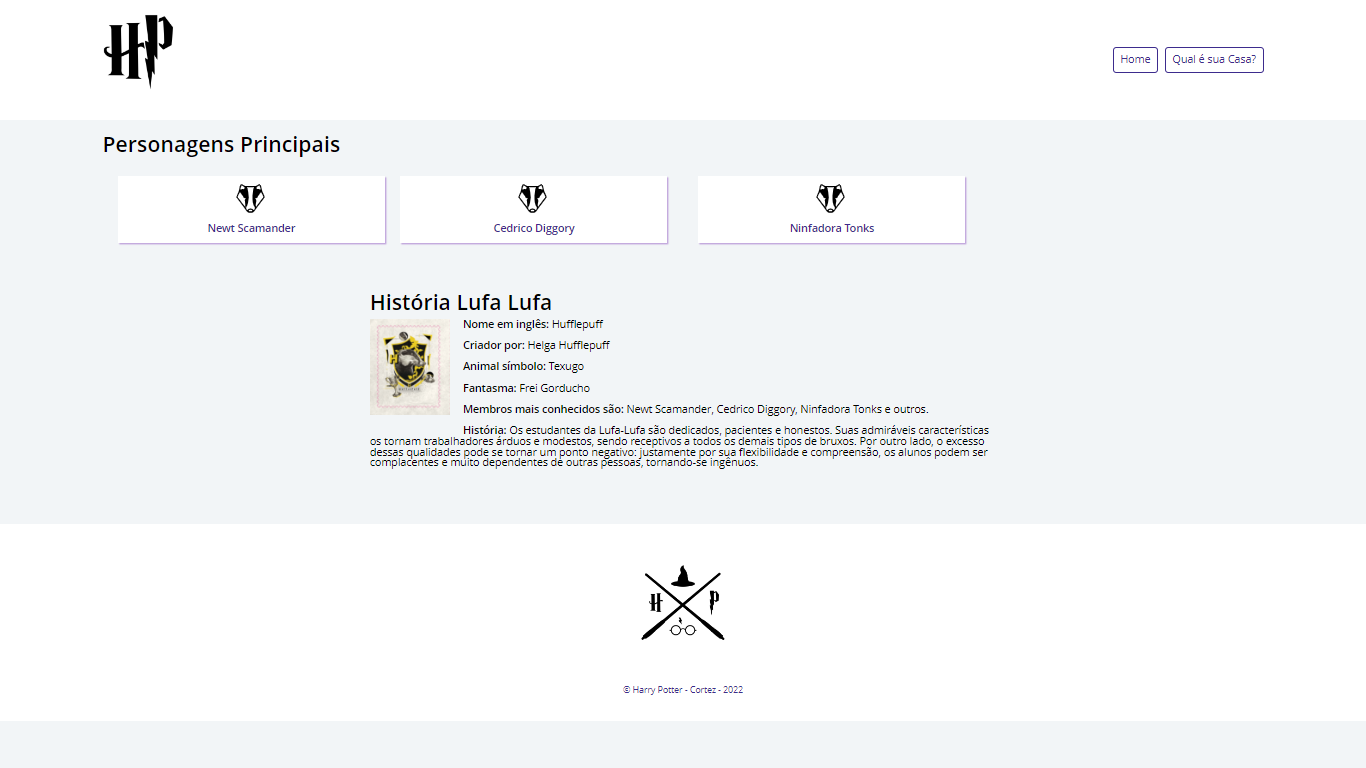 HP
Home
Qual é sua Casa?
Personagens Principais
Newt Scamander
Cedrico Diggory
Ninfadora Tonks
História Lufa Lufa
Nome em inglês: Hufflepuff
Criador por: Helga Hufflepuff
Animal símbolo: Texugo
Fantasma: Frei Gorducho
Membros mais conhecidos são: Newt Scamander, Cedrico Diggory, Ninfadora Tonks e outros.
História: Os estudantes da Lufa-Lufa são dedicados, pacientes e honestos. Suas admiráveis características
os tornam trabalhadores árduos e modestos, sendo receptivos a todos os demais tipos de bruxos. Por outro lado, o excesso
dessas qualidades pode se tornar um ponto negativo: justamente por sua flexibilidade e compreensão, os alunos podem ser
complacentes e muito dependentes de outras pessoas, tornando-se ingênuos.
H P
© Harry Potter - Cortez - 2022